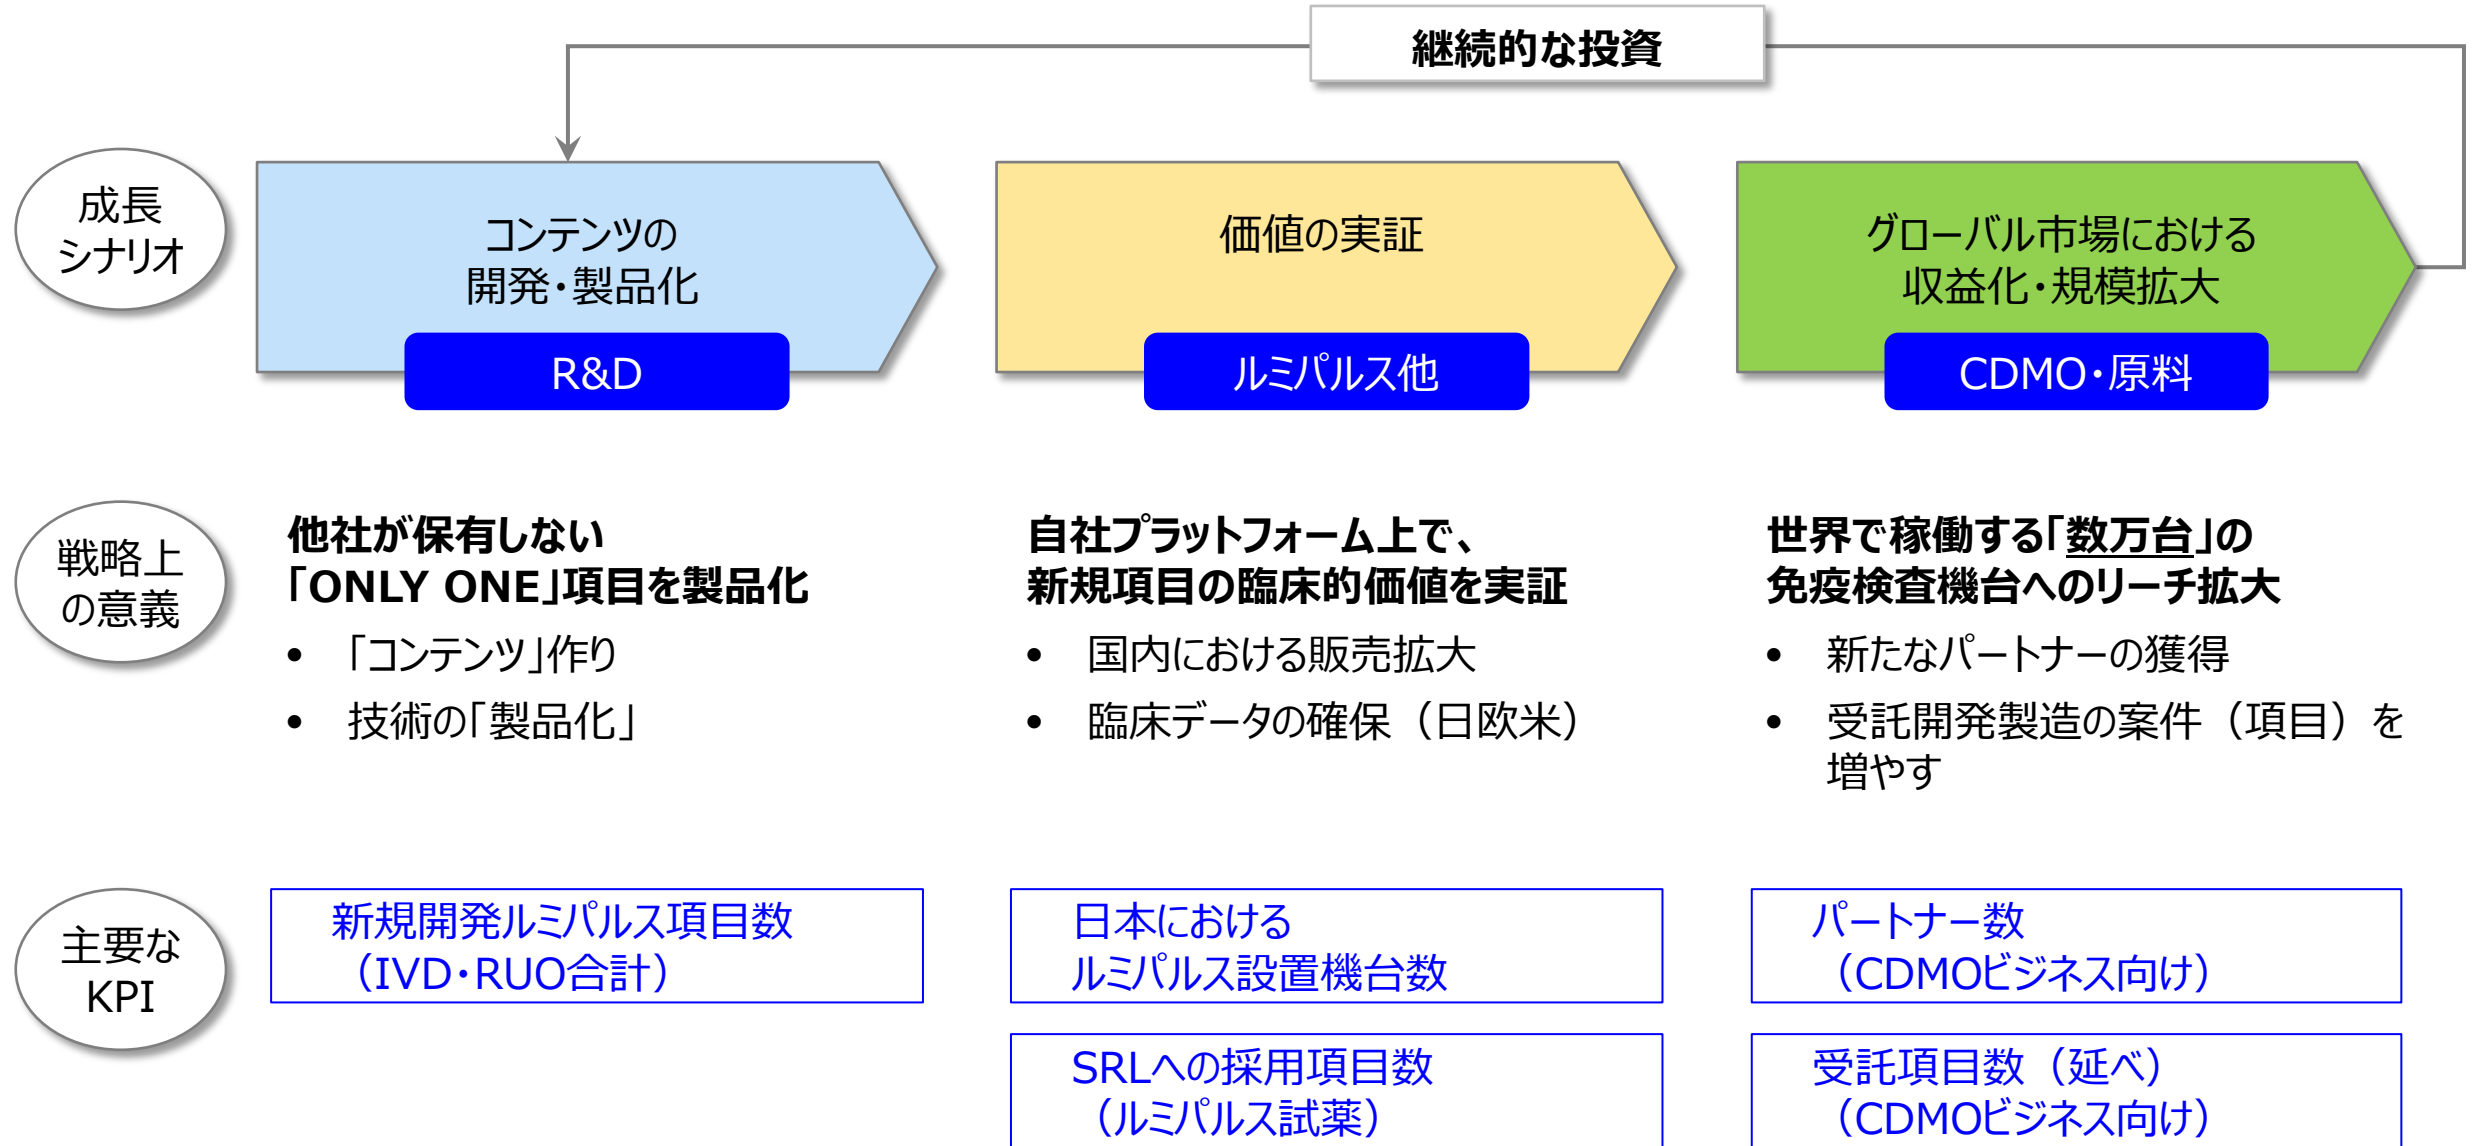 継続的な投資
成長
シナリオ
コンテンツの
開発・製品化
R&D
価値の実証
ルミパルス他
グローバル市場における
収益化・規模拡大
CDMO・原料
戦略上
の意義
他社が保有しない
「ONLY ONE」項目を製品化
• 「コンテンツ」作り
• 技術の「製品化」
自社プラットフォーム上で、
新規項目の臨床的価値を実証
• 国内における販売拡大
• 臨床データの確保（日欧米）
世界で稼働する「数万台」の
免疫検査機台へのリーチ拡大
• 新たなパートナーの獲得
• 受託開発製造の案件（項目）を
増やす
主要な
KPI
新規開発ルミパルス項目数
（IVD・RUO合計）
日本における
ルミパルス設置機台数
SRLへの採用項目数
（ルミパルス試薬）
パートナー数
（CDMOビジネス向け）
受託項目数（延べ）
（CDMOビジネス向け）